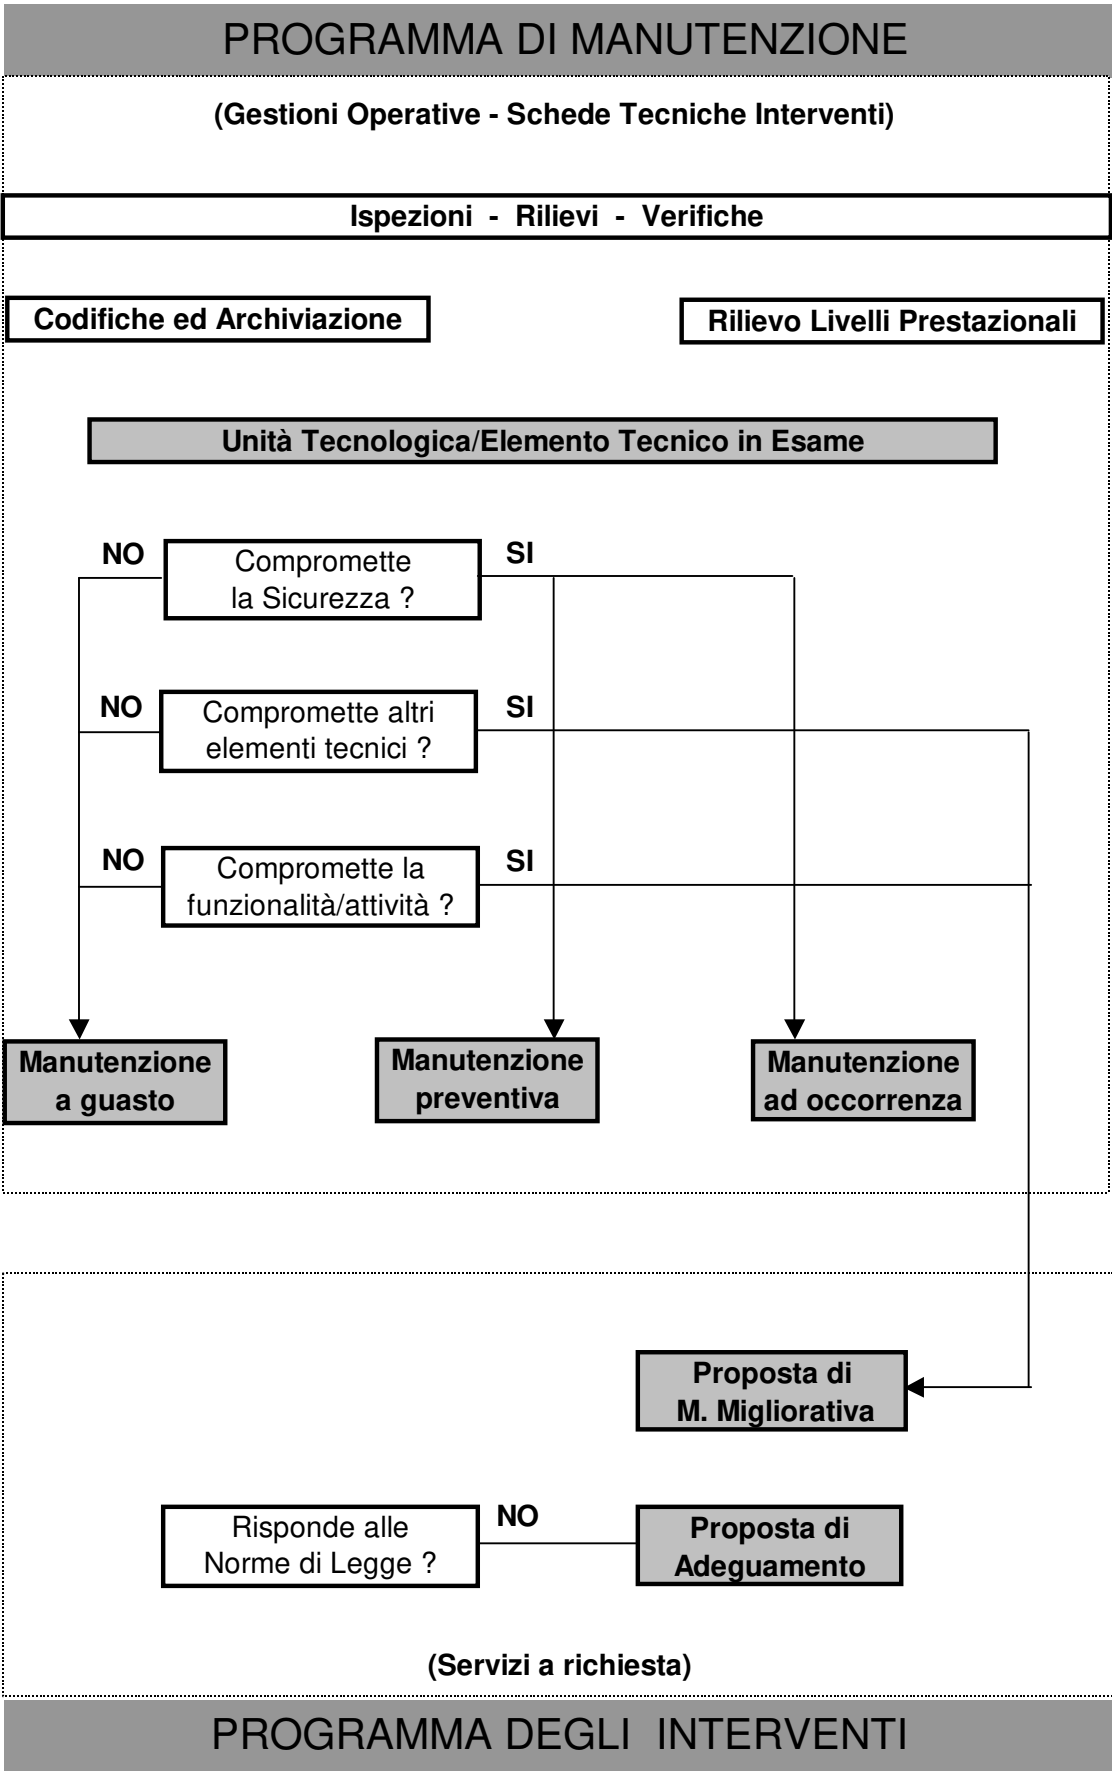 PROGRAMMA DI MANUTENZIONE
(Gestioni Operative - Schede Tecniche Interventi)
Ispezioni - Rilievi - Verifiche
Codifiche ed Archiviazione
Rilievo Livelli Prestazionali
Unità Tecnologica/Elemento Tecnico in Esame
NO
Compromette
la Sicurezza ?
SI
NO
Compromette altri
elementi tecnici ?
SI
NO
Compromette la
funzionalità/attività ?
SI
Manutenzione
a guasto
Manutenzione
preventiva
Manutenzione
ad occorrenza
Proposta di
M. Migliorativa
Risponde alle
Norme di Legge ?
NO
Proposta di
Adeguamento
(Servizi a richiesta)
PROGRAMMA DEGLI INTERVENTI